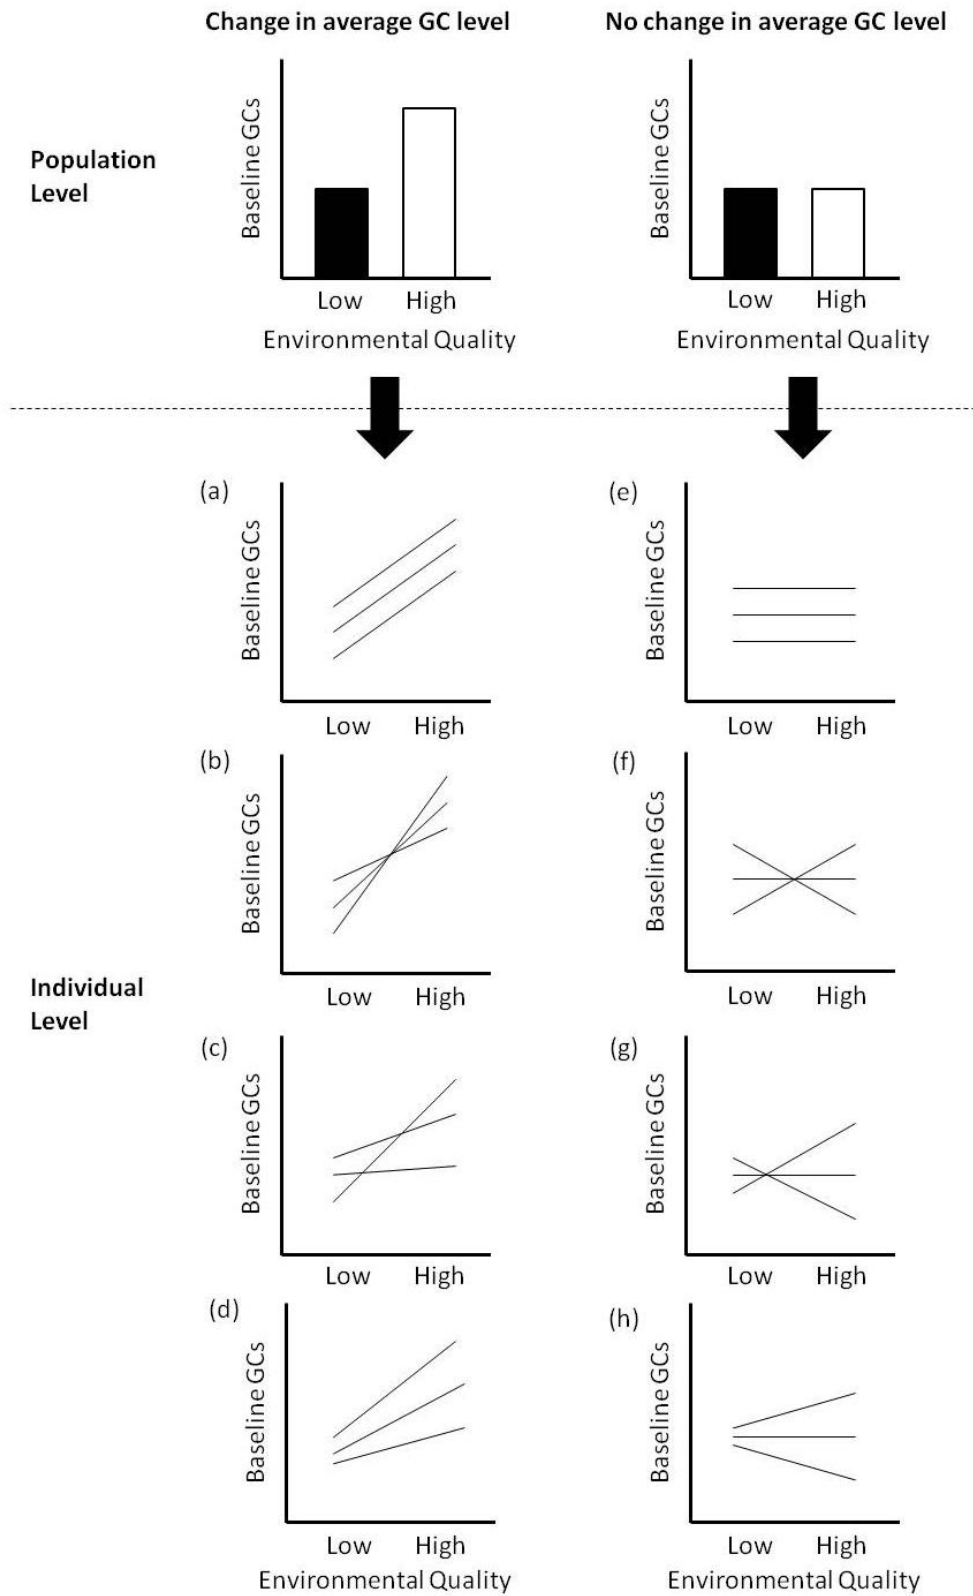 Change in average GC level
No change in average GC level
Population
Level
Baseline GCs
Low High
Environmental Quality
Baseline GCs
Low High
Environmental Quality
Individual
Level
(a)
Baseline GCs
Low High
(e)
Baseline GCs
Low High
(b)
Baseline GCs
Low High
(f)
Baseline GCs
Low High
(c)
Baseline GCs
Low High
(g)
Baseline GCs
Low High
(d)
Baseline GCs
Low High
Environmental Quality
(h)
Baseline GCs
Low High
Environmental Quality